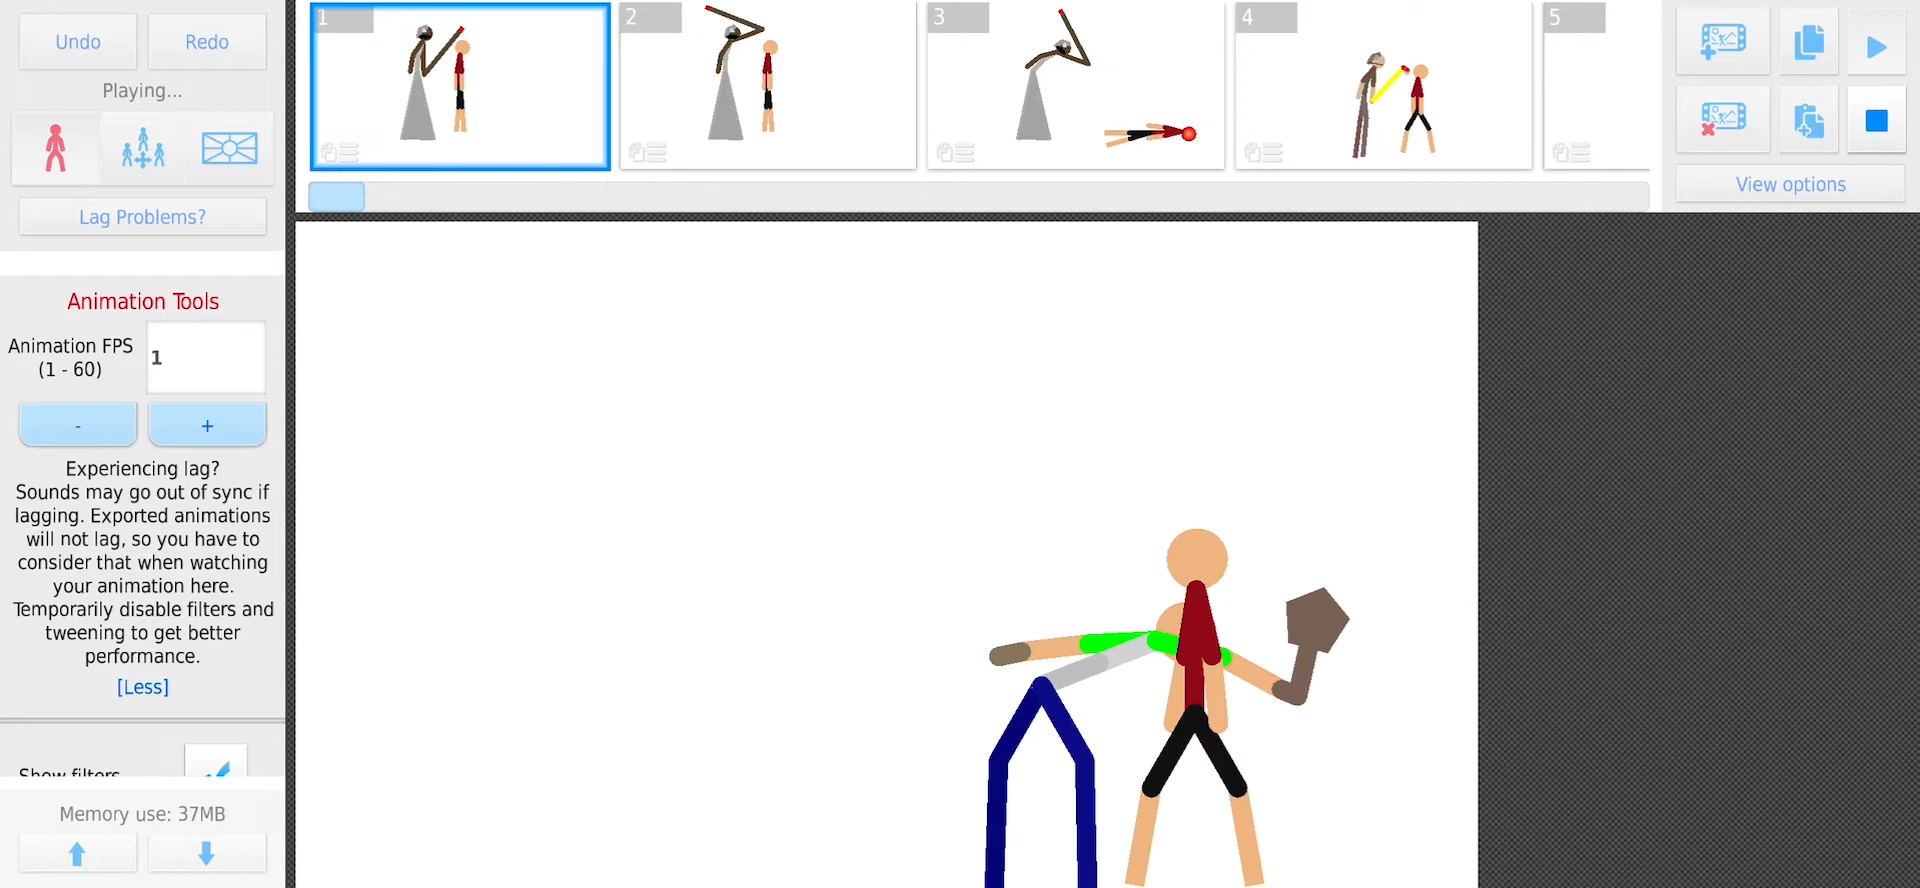 Undo
Redo
Playing...
Lag Problems?
Animation Tools
Animation FPS
(1 - 60)
1
-
+
Experiencing lag?
Sounds may go out of sync if
lagging. Exported animations
will not lag, so you have to
consider that when watching
your animation here.
Temporarily disable filters and
tweening to get better
performance.
[Less]
Show filters
Memory use: 37MB
1
2
3
4
5
View options